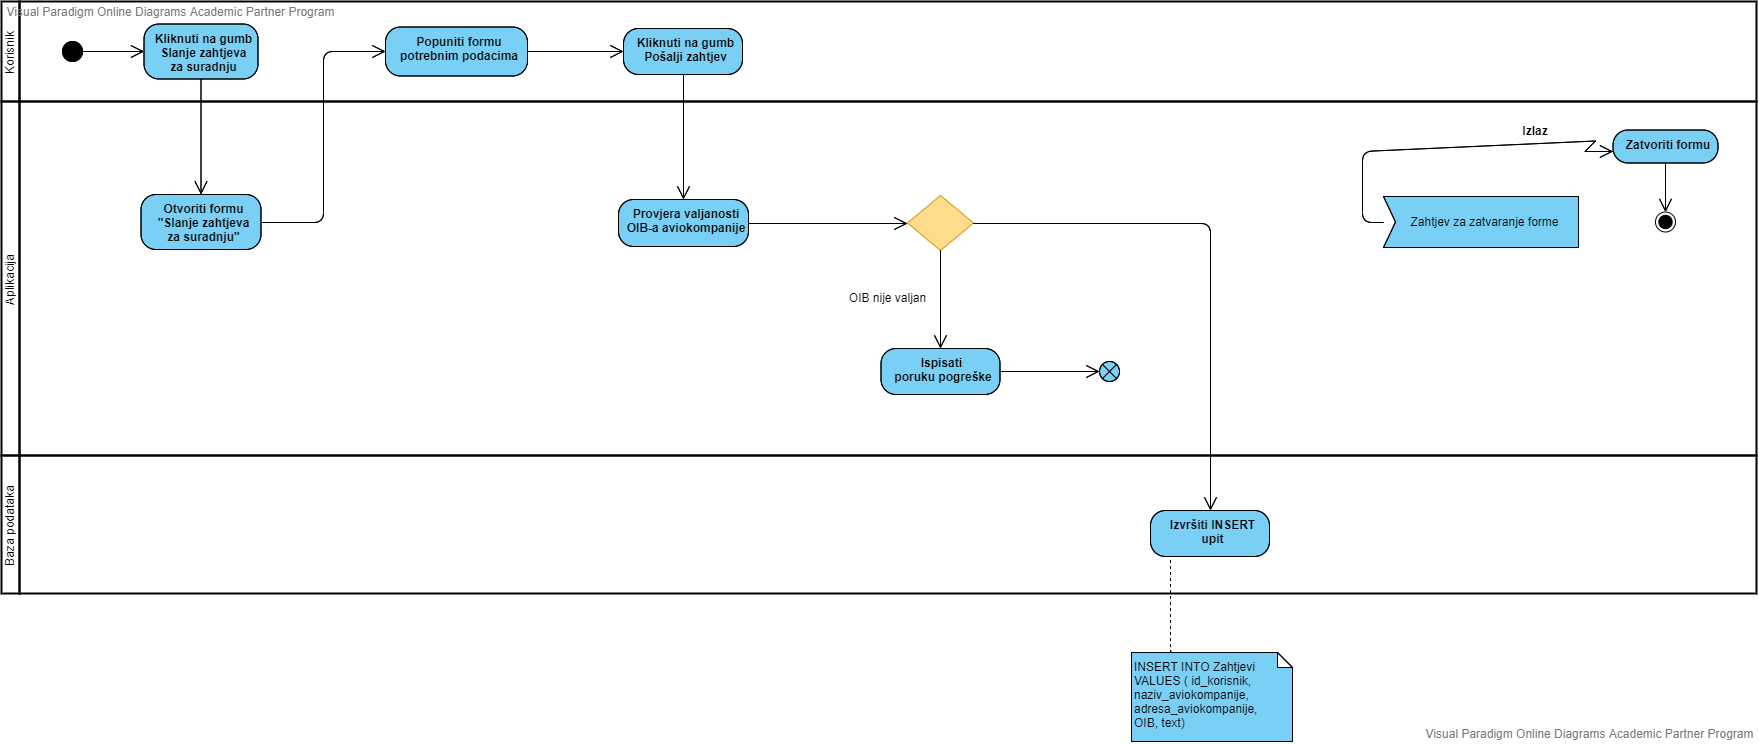 Visual Paradigm Online Diagrams Academic Partner Program
Korisnik
Kliknuti na gumb
Slanje zahtjeva
za suradnju
Popuniti formu
potrebnim podacima
Kliknuti na gumb
Pošalji zahtjev
Aplikacija
Otvoriti formu
"Slanje zahtjeva
za suradnju"
Provjera valjanosti
OIB-a aviokompanije
OIB nije valjan
Ispisati
poruku pogreške
Izlaz
Zatvoriti formu
Zahtjev za zatvaranje forme
Baza podataka
Izvršiti INSERT
upit
INSERT INTO Zahtjevi
VALUES ( id_korisnik,
naziv_aviokompanije,
adresa_aviokompanije,
OIB, text)
Visual Paradigm Online Diagrams Academic Partner Program